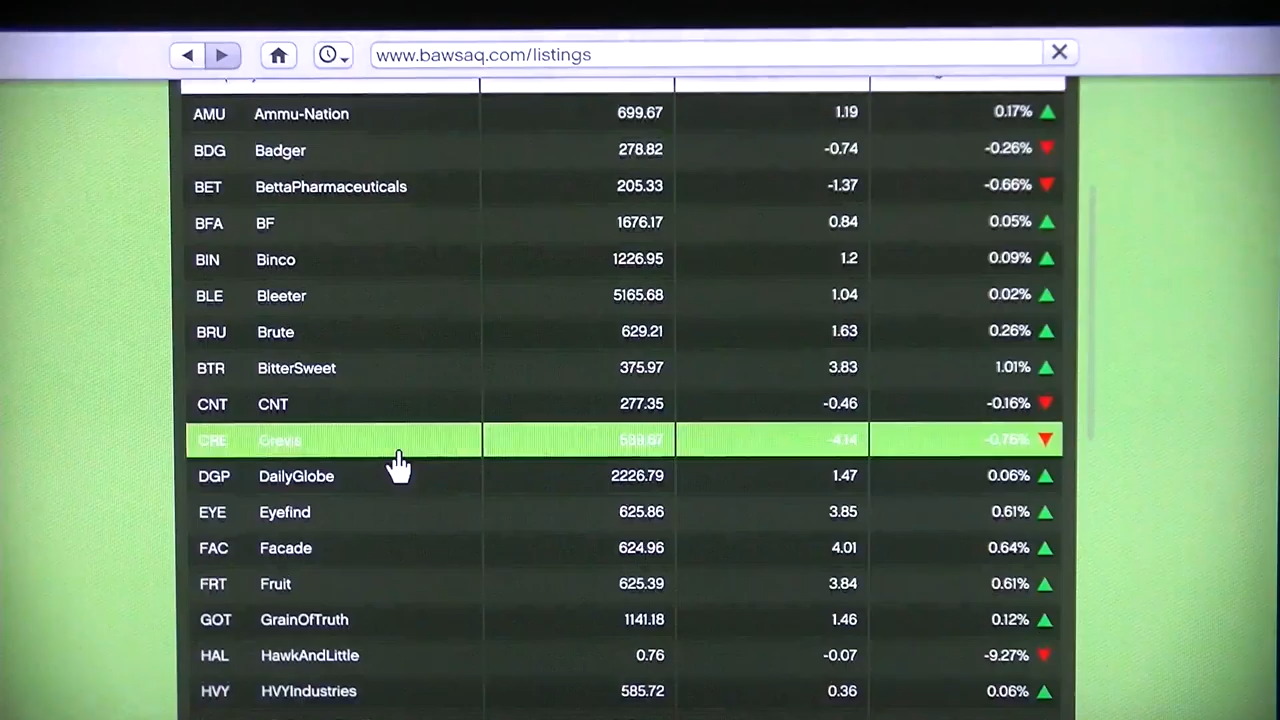 www.bawsaq.com/listings
AMU Ammu-Nation 699.67 1.19 0.17%
BDG Badger 278.82 -0.74 -0.26%
BET BettaPharmaceuticals 205.33 -1.37 -0.66%
BFA BF 1676.17 0.84 0.05%
BIN Binco 1226.95 1.2 0.09%
BLE Bleeter 5165.68 1.04 0.02%
BRU Brute 629.21 1.63 0.26%
BTR BitterSweet 375.97 3.83 1.01%
CNT CNT 277.35 -0.46 -0.16%
CRE Crevis -4.14 -0.76%
DGP DailyGlobe 2226.79 1.47 0.06%
EYE Eyefind 625.86 3.85 0.61%
FAC Facade 624.96 4.01 0.64%
FRT Fruit 625.39 3.84 0.61%
GOT GrainOfTruth 1141.18 1.46 0.12%
HAL HawkAndLittle 0.76 -0.07 -9.27%
HVY HVYIndustries 585.72 0.36 0.06%